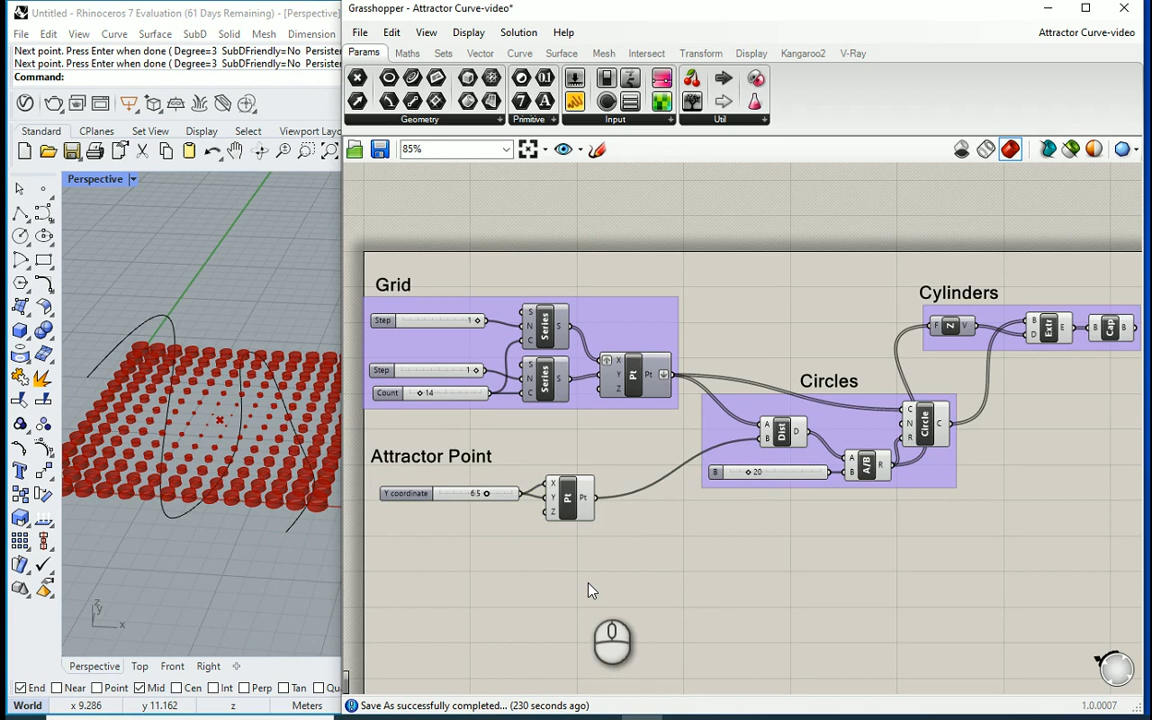 Untitled - Rhinoceros 7 Evaluation (61 Days Remaining) - [Perspective]
File Edit View Curve Surface SubD Solid Mesh Dimension
Next point. Press Enter when done ( Degree=3 SubDFriendly=No Persiste
Next point. Press Enter when done ( Degree=3 SubDFriendly=No Persiste
Command:
Standard CPlanes Set View Display Select Viewport Layo
Perspective
z
y
x
Perspective Top Front Right
End Near Point Mid Cen Int Perp Tan Qu
World x 9.286 y 11.162 z Meters
Grasshopper - Attractor Curve-video*
File Edit View Display Solution Help Attractor Curve-video
Params Maths Sets Vector Curve Surface Mesh Intersect Transform Display Kangaroo2 V-Ray
Geometry Primitive Input Util
85%
Grid
Step 1
S N C Series S
Step 1
Count 14
S N C Series S
X Y Z Pt Pt
Attractor Point
Y coordinate 6.5
X Y Z Pt Pt
Circles
A B Dist D
B 20
A B A/B R
C N R Circle C
Cylinders
F Z V
B D Extr E
B Cap B
Save As successfully completed... (230 seconds ago) 1.0.0007